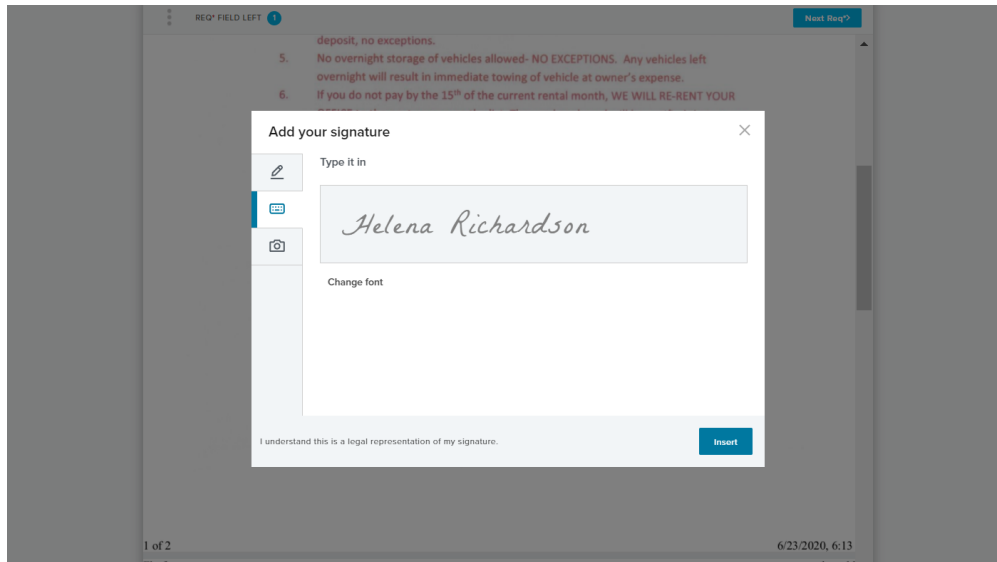 REQ* FIELD LEFT 1
Next Req*
deposit, no exceptions.
5. No overnight storage of vehicles allowed- NO EXCEPTIONS. Any vehicles left
overnight will result in immediate towing of vehicle at owner's expense.
6. If you do not pay by the 15th of the current rental month, WE WILL RE-RENT YOUR
Add your signature
Type it in
Helena Richardson
Change font
I understand this is a legal representation of my signature.
Insert
1 of 2
6/23/2020, 6:13